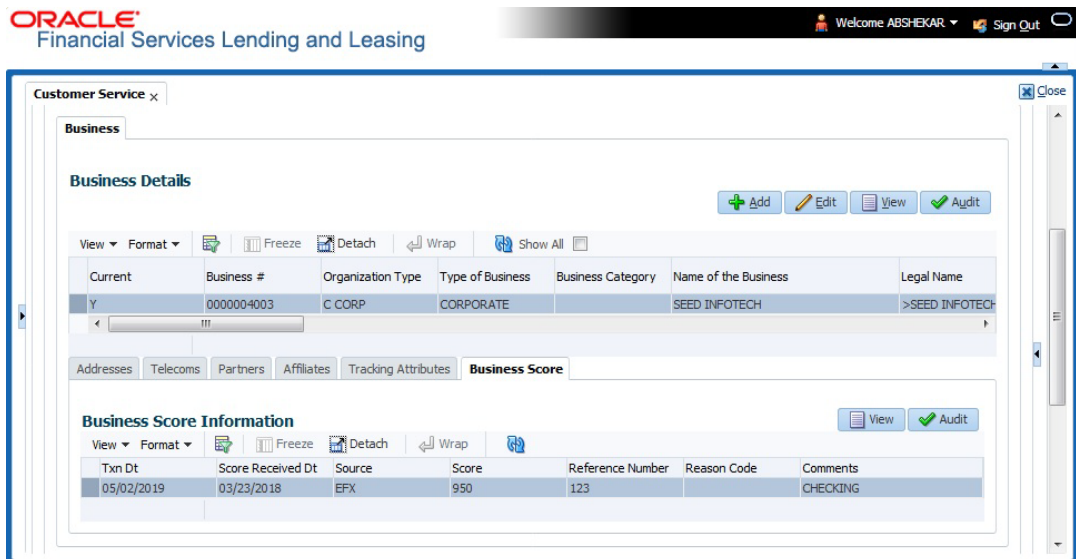 ORACLE
Financial Services Lending and Leasing
Welcome ABSHEKAR Sign Out
Customer Service x
Close
Business
Business Details
Add Edit View Audit
View Format Freeze Detach Wrap Show All
Current Business # Organization Type Type of Business Business Category Name of the Business Legal Name
Y 0000004003 C CORP CORPORATE SEED INFOTECH >SEED INFOTECH
Addresses Telecoms Partners Affiliates Tracking Attributes Business Score
Business Score Information
View Audit
View Format Freeze Detach Wrap
Txn Dt Score Received Dt Source Score Reference Number Reason Code Comments
05/02/2019 03/23/2018 EFX 950 123 CHECKING